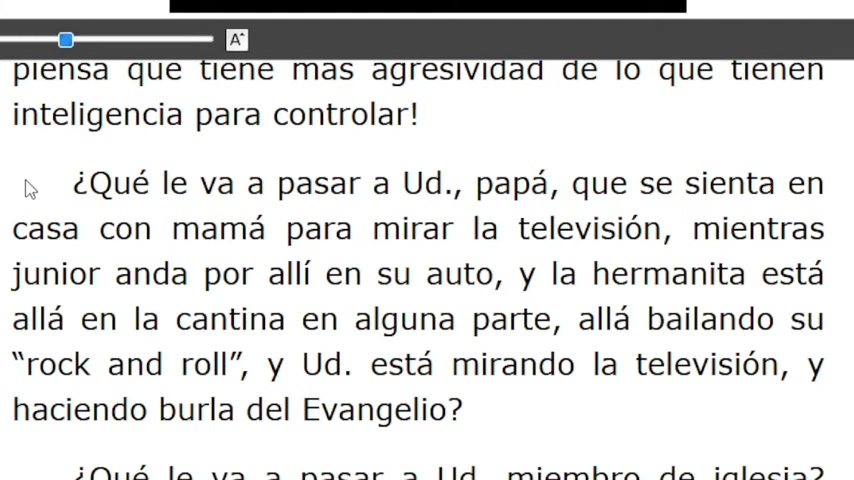 A
piensa que tiene más agresividad de lo que tienen
inteligencia para controlar!
¿Qué le va a pasar a Ud., papá, que se sienta en
casa con mamá para mirar la televisión, mientras
junior anda por allí en su auto, y la hermanita está
allá en la cantina en alguna parte, allá bailando su
“rock and roll”, y Ud. está mirando la televisión, y
haciendo burla del Evangelio?
¿Qué le va a pasar a Ud. miembro de iglesia?